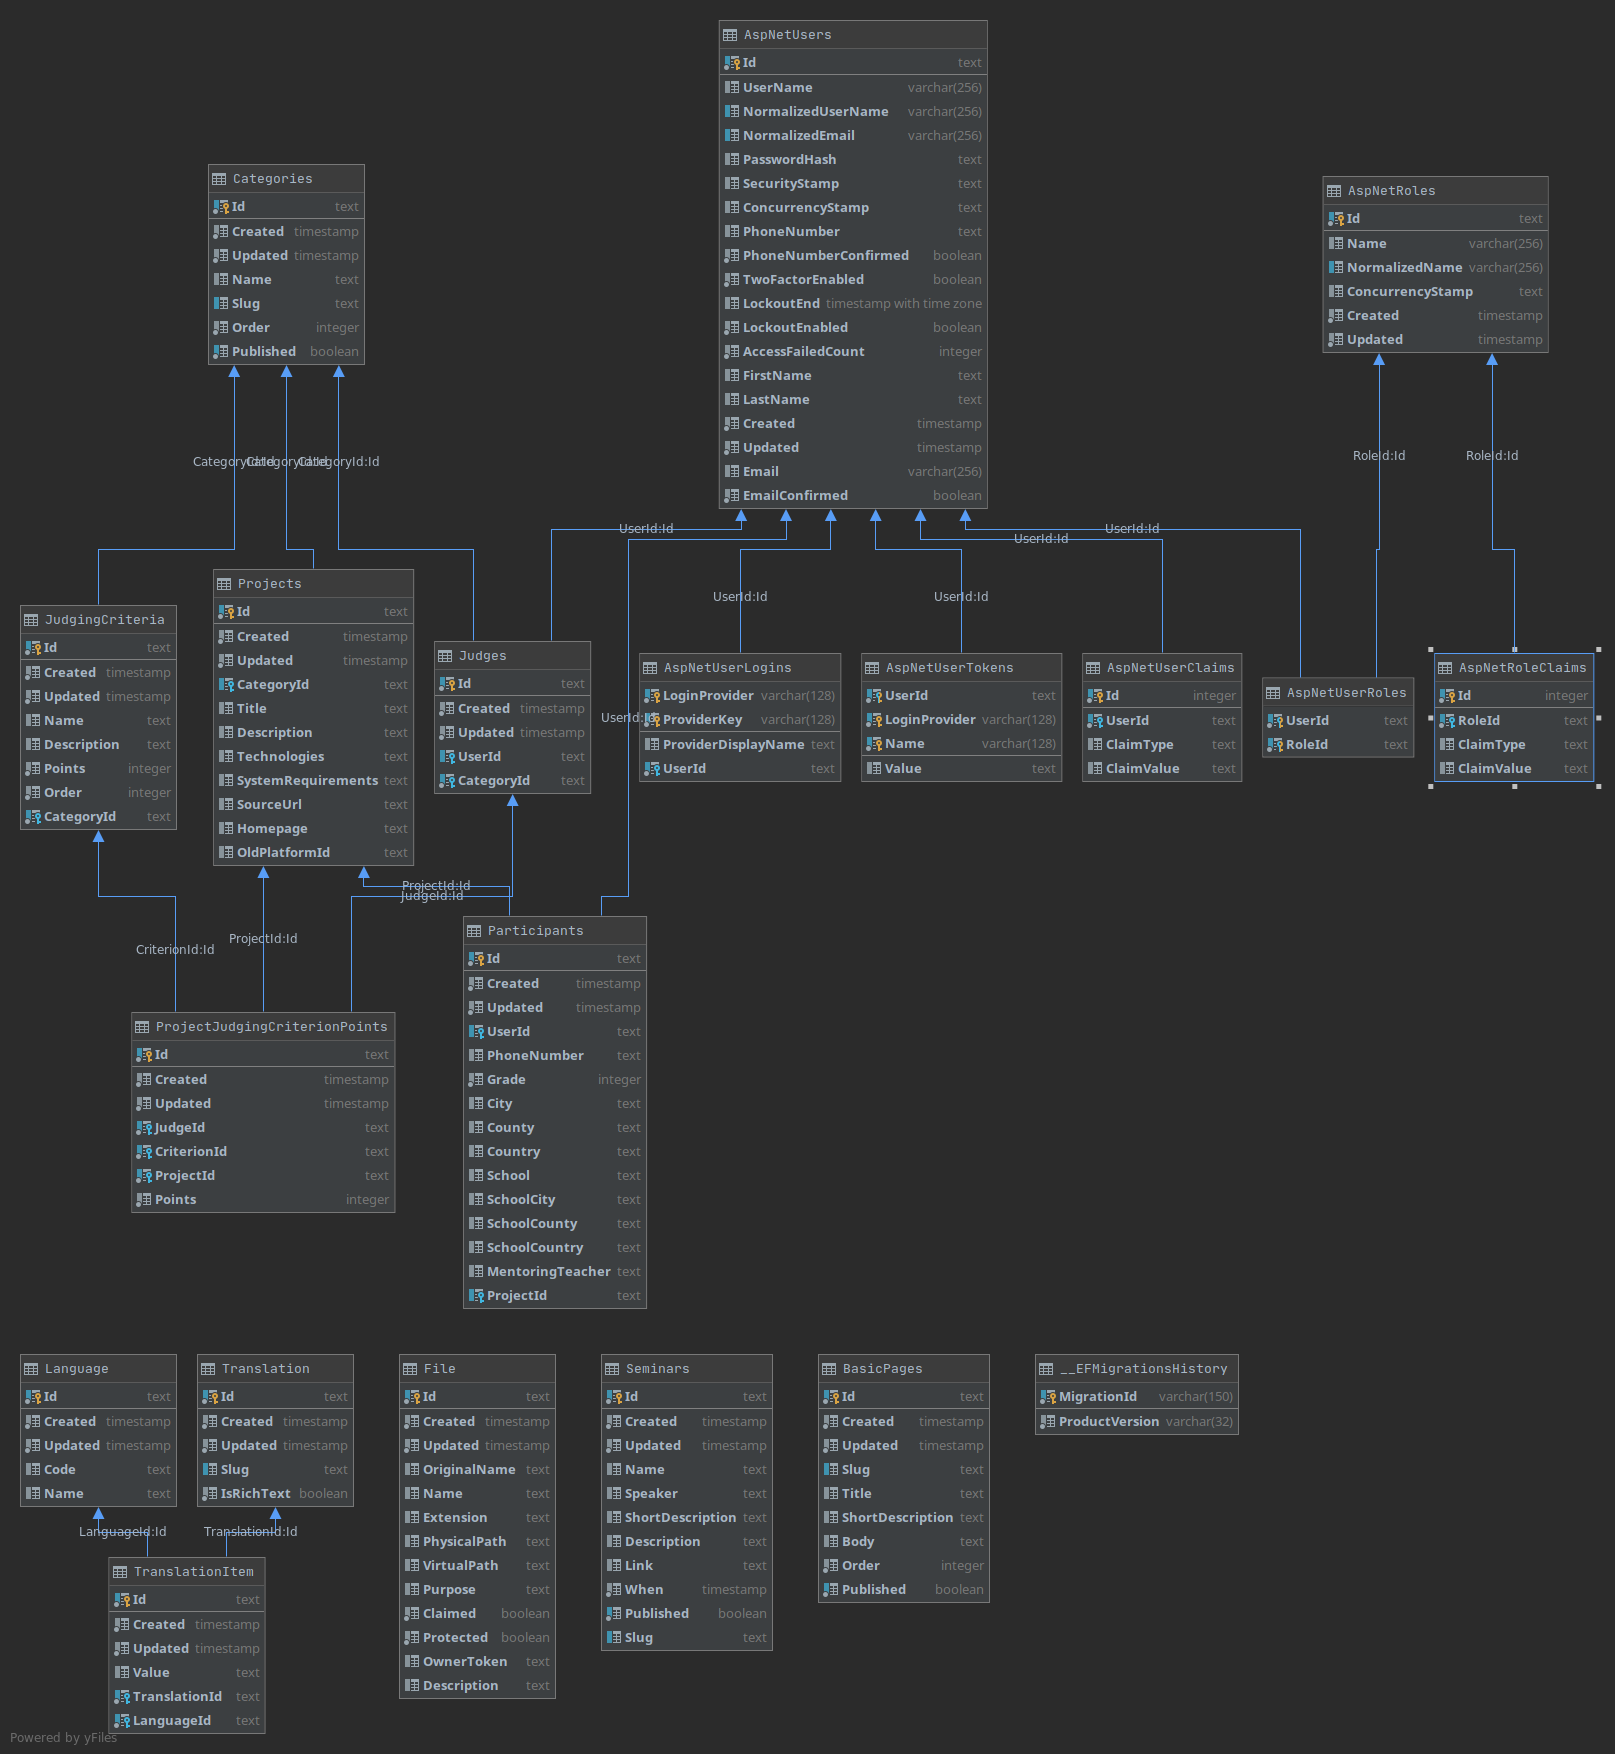 AspNetUsers
Id text
UserName varchar(256)
NormalizedUserName varchar(256)
NormalizedEmail varchar(256)
PasswordHash text
SecurityStamp text
ConcurrencyStamp text
PhoneNumber text
PhoneNumberConfirmed boolean
TwoFactorEnabled boolean
LockoutEnd timestamp with time zone
LockoutEnabled boolean
AccessFailedCount integer
FirstName text
LastName text
Created timestamp
Updated timestamp
Email varchar(256)
EmailConfirmed boolean
Categories
Id text
Created timestamp
Updated timestamp
Name text
Slug text
Order integer
Published boolean
AspNetRoles
Id text
Name varchar(256)
NormalizedName varchar(256)
ConcurrencyStamp text
Created timestamp
Updated timestamp
CategoryId:Id
CategoryId:Id
CategoryId:Id
RoleId:Id
RoleId:Id
UserId:Id
UserId:Id
UserId:Id
UserId:Id
UserId:Id
UserId:Id
JudgingCriteria
Id text
Created timestamp
Updated timestamp
Name text
Description text
Points integer
Order integer
CategoryId text
Projects
Id text
Created timestamp
Updated timestamp
CategoryId text
Title text
Description text
Technologies text
SystemRequirements text
SourceUrl text
Homepage text
OldPlatformId text
Judges
Id text
Created timestamp
Updated timestamp
UserId text
CategoryId text
AspNetUserLogins
LoginProvider varchar(128)
ProviderKey varchar(128)
ProviderDisplayName text
UserId text
AspNetUserTokens
UserId text
LoginProvider varchar(128)
Name varchar(128)
Value text
AspNetUserClaims
Id integer
UserId text
ClaimType text
ClaimValue text
AspNetUserRoles
UserId text
RoleId text
AspNetRoleClaims
Id integer
RoleId text
ClaimType text
ClaimValue text
ProjectId:Id
JudgeId:Id
ProjectId:Id
CriterionId:Id
ProjectJudgingCriterionPoints
Id text
Created timestamp
Updated timestamp
JudgeId text
CriterionId text
ProjectId text
Points integer
Participants
Id text
Created timestamp
Updated timestamp
UserId text
PhoneNumber text
Grade integer
City text
County text
Country text
School text
SchoolCity text
SchoolCounty text
SchoolCountry text
MentoringTeacher text
ProjectId text
Language
Id text
Created timestamp
Updated timestamp
Code text
Name text
Translation
Id text
Created timestamp
Updated timestamp
Slug text
IsRichText boolean
LanguageId:Id
TranslationId:Id
TranslationItem
Id text
Created timestamp
Updated timestamp
Value text
TranslationId text
LanguageId text
File
Id text
Created timestamp
Updated timestamp
OriginalName text
Name text
Extension text
PhysicalPath text
VirtualPath text
Purpose text
Claimed boolean
Protected boolean
OwnerToken text
Description text
Seminars
Id text
Created timestamp
Updated timestamp
Name text
Speaker text
ShortDescription text
Description text
Link text
When timestamp
Published boolean
Slug text
BasicPages
Id text
Created timestamp
Updated timestamp
Slug text
Title text
ShortDescription text
Body text
Order integer
Published boolean
__EFMigrationsHistory
MigrationId varchar(150)
ProductVersion varchar(32)
Powered by yFiles